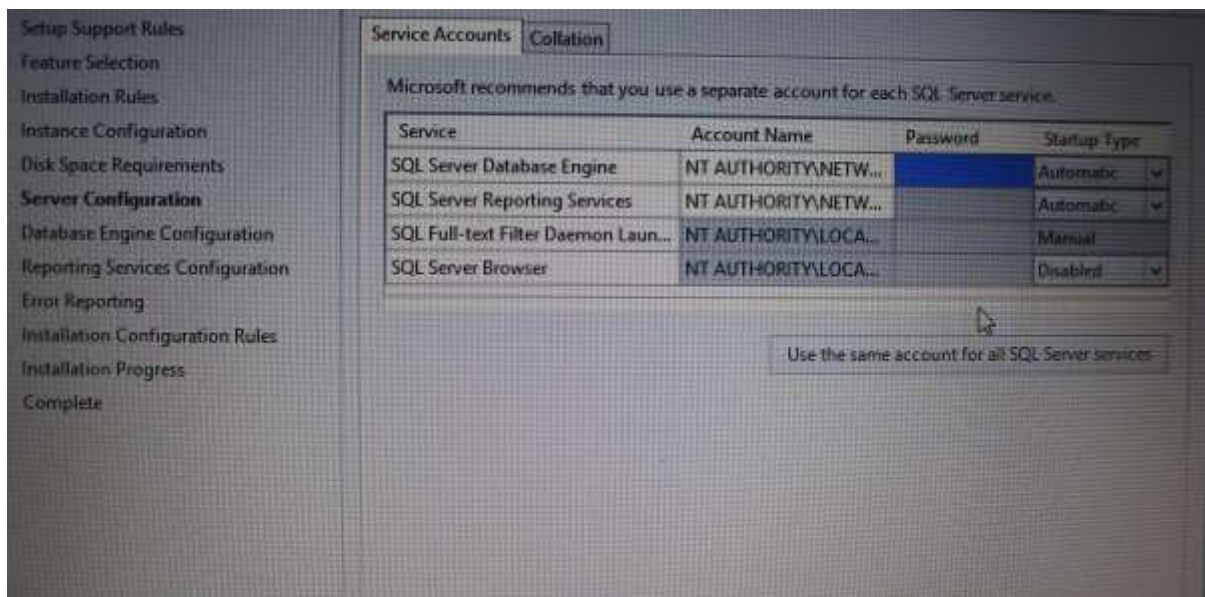 Setup Support Rules
Feature Selection
Installation Rules
Instance Configuration
Disk Space Requirements
Server Configuration
Database Engine Configuration
Reporting Services Configuration
Error Reporting
Installation Configuration Rules
Installation Progress
Complete
Service Accounts Collation
Microsoft recommends that you use a separate account for each SQL Server service.
Service Account Name Password Startup Type
SQL Server Database Engine NT AUTHORITY\NETW... Automatic
SQL Server Reporting Services NT AUTHORITY\NETW... Automatic
SQL Full-text Filter Daemon Laun... NT AUTHORITY\LOCA... Manual
SQL Server Browser NT AUTHORITY\LOCA... Disabled
Use the same account for all SQL Server services